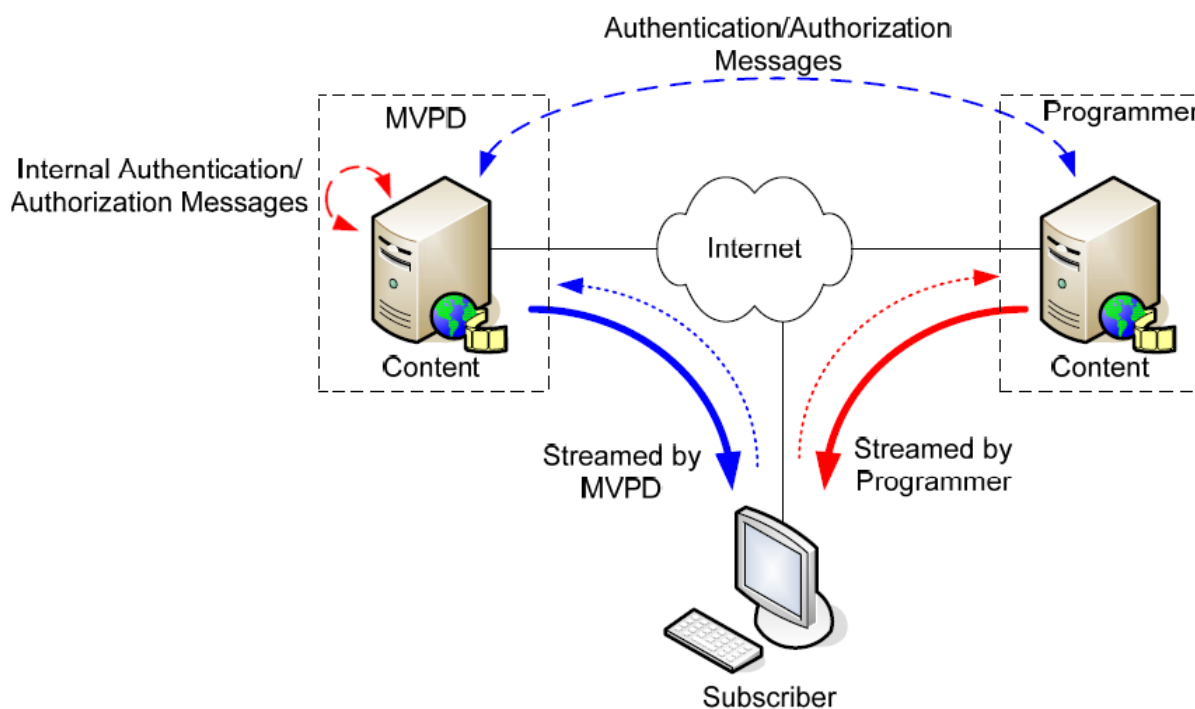 Authentication/Authorization
Messages
MVPD
Programmer
Internal Authentication/
Authorization Messages
Internet
Content
Content
Streamed by
MVPD
Streamed by
Programmer
Subscriber